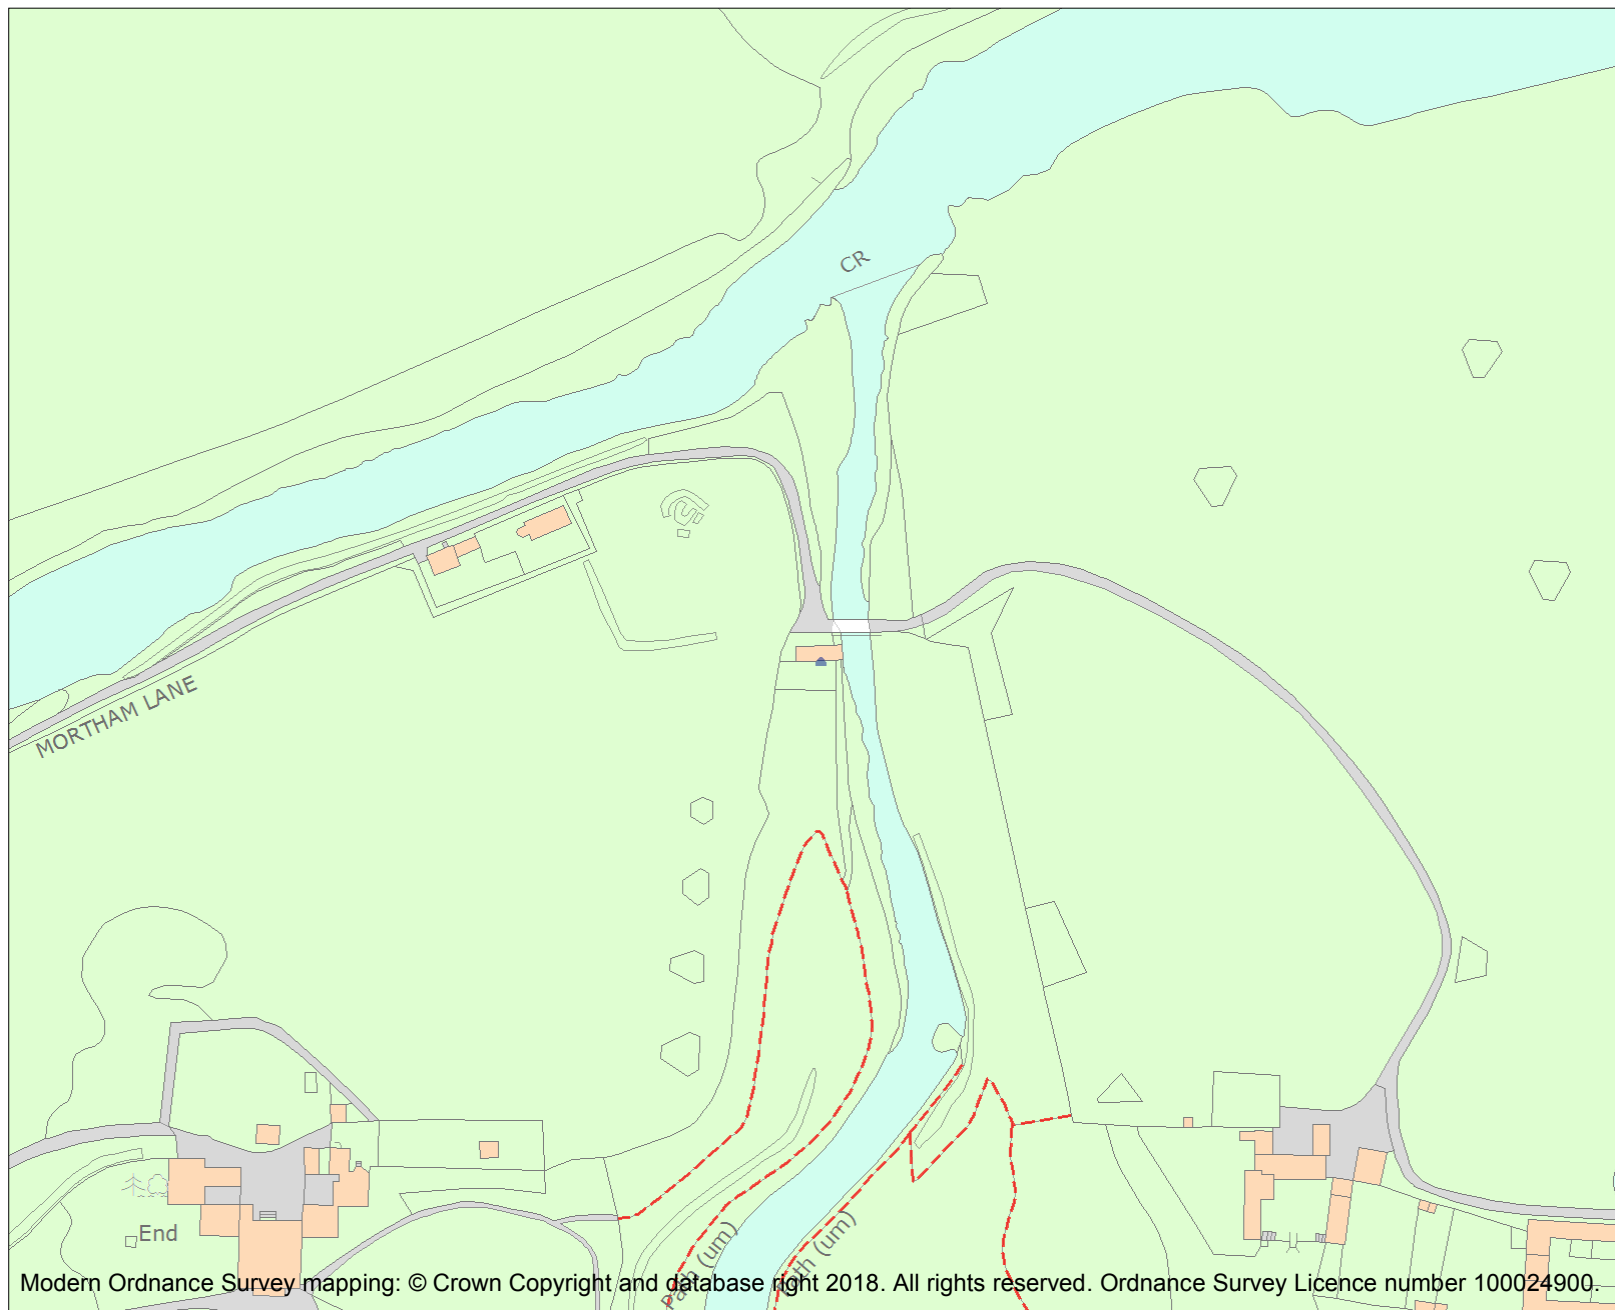 CR
MORTHAM LANE
End
Path (um)
Path (um)
Modern Ordnance Survey mapping: © Crown Copyright and database right 2018. All rights reserved. Ordnance Survey Licence number 100024900.